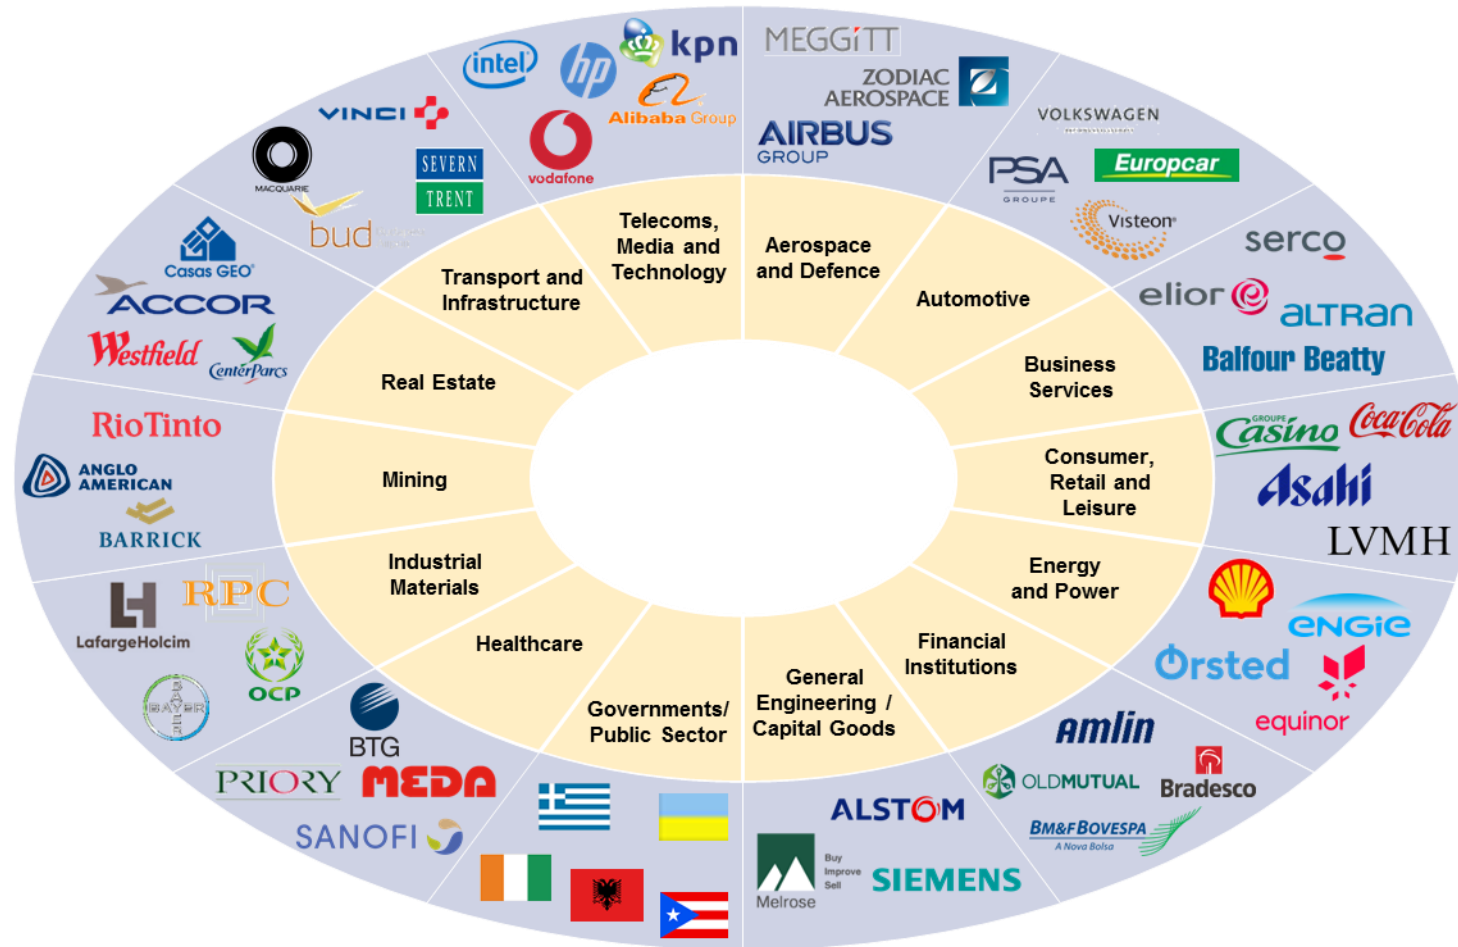 intel
hp
kpn
Alibaba Group
vodafone
MEGGiTT
ZODIAC
AEROSPACE
AIRBUS
GROUP
VOLKSWAGEN
PSA
GROUPE
Europcar
Visteon
serco
elior
aLTRaN
Balfour Beatty
GROUPE
Casino
Coca-Cola
Asahi
LVMH
ENGIE
Orsted
equinor
amlin
OLDMUTUAL
Bradesco
BM&FBOVESPA
A Nova Bolsa
ALSTOM
Melrose
Buy
Improve
Sell
SIEMENS
BTG
PRIORY
MEDA
SANOFI
LafargeHolcim
RPC
OCP
BAYER
BAYER
RioTinto
ANGLO
AMERICAN
BARRICK
Casas GEO
ACCOR
Westfield
CenterParcs
VINCI
MACQUARIE
SEVERN
TRENT
bud
Telecoms,
Media and
Technology
Aerospace
and Defence
Automotive
Business
Services
Consumer,
Retail and
Leisure
Energy
and Power
Financial
Institutions
General
Engineering /
Capital Goods
Governments/
Public Sector
Healthcare
Industrial
Materials
Mining
Real Estate
Transport and
Infrastructure